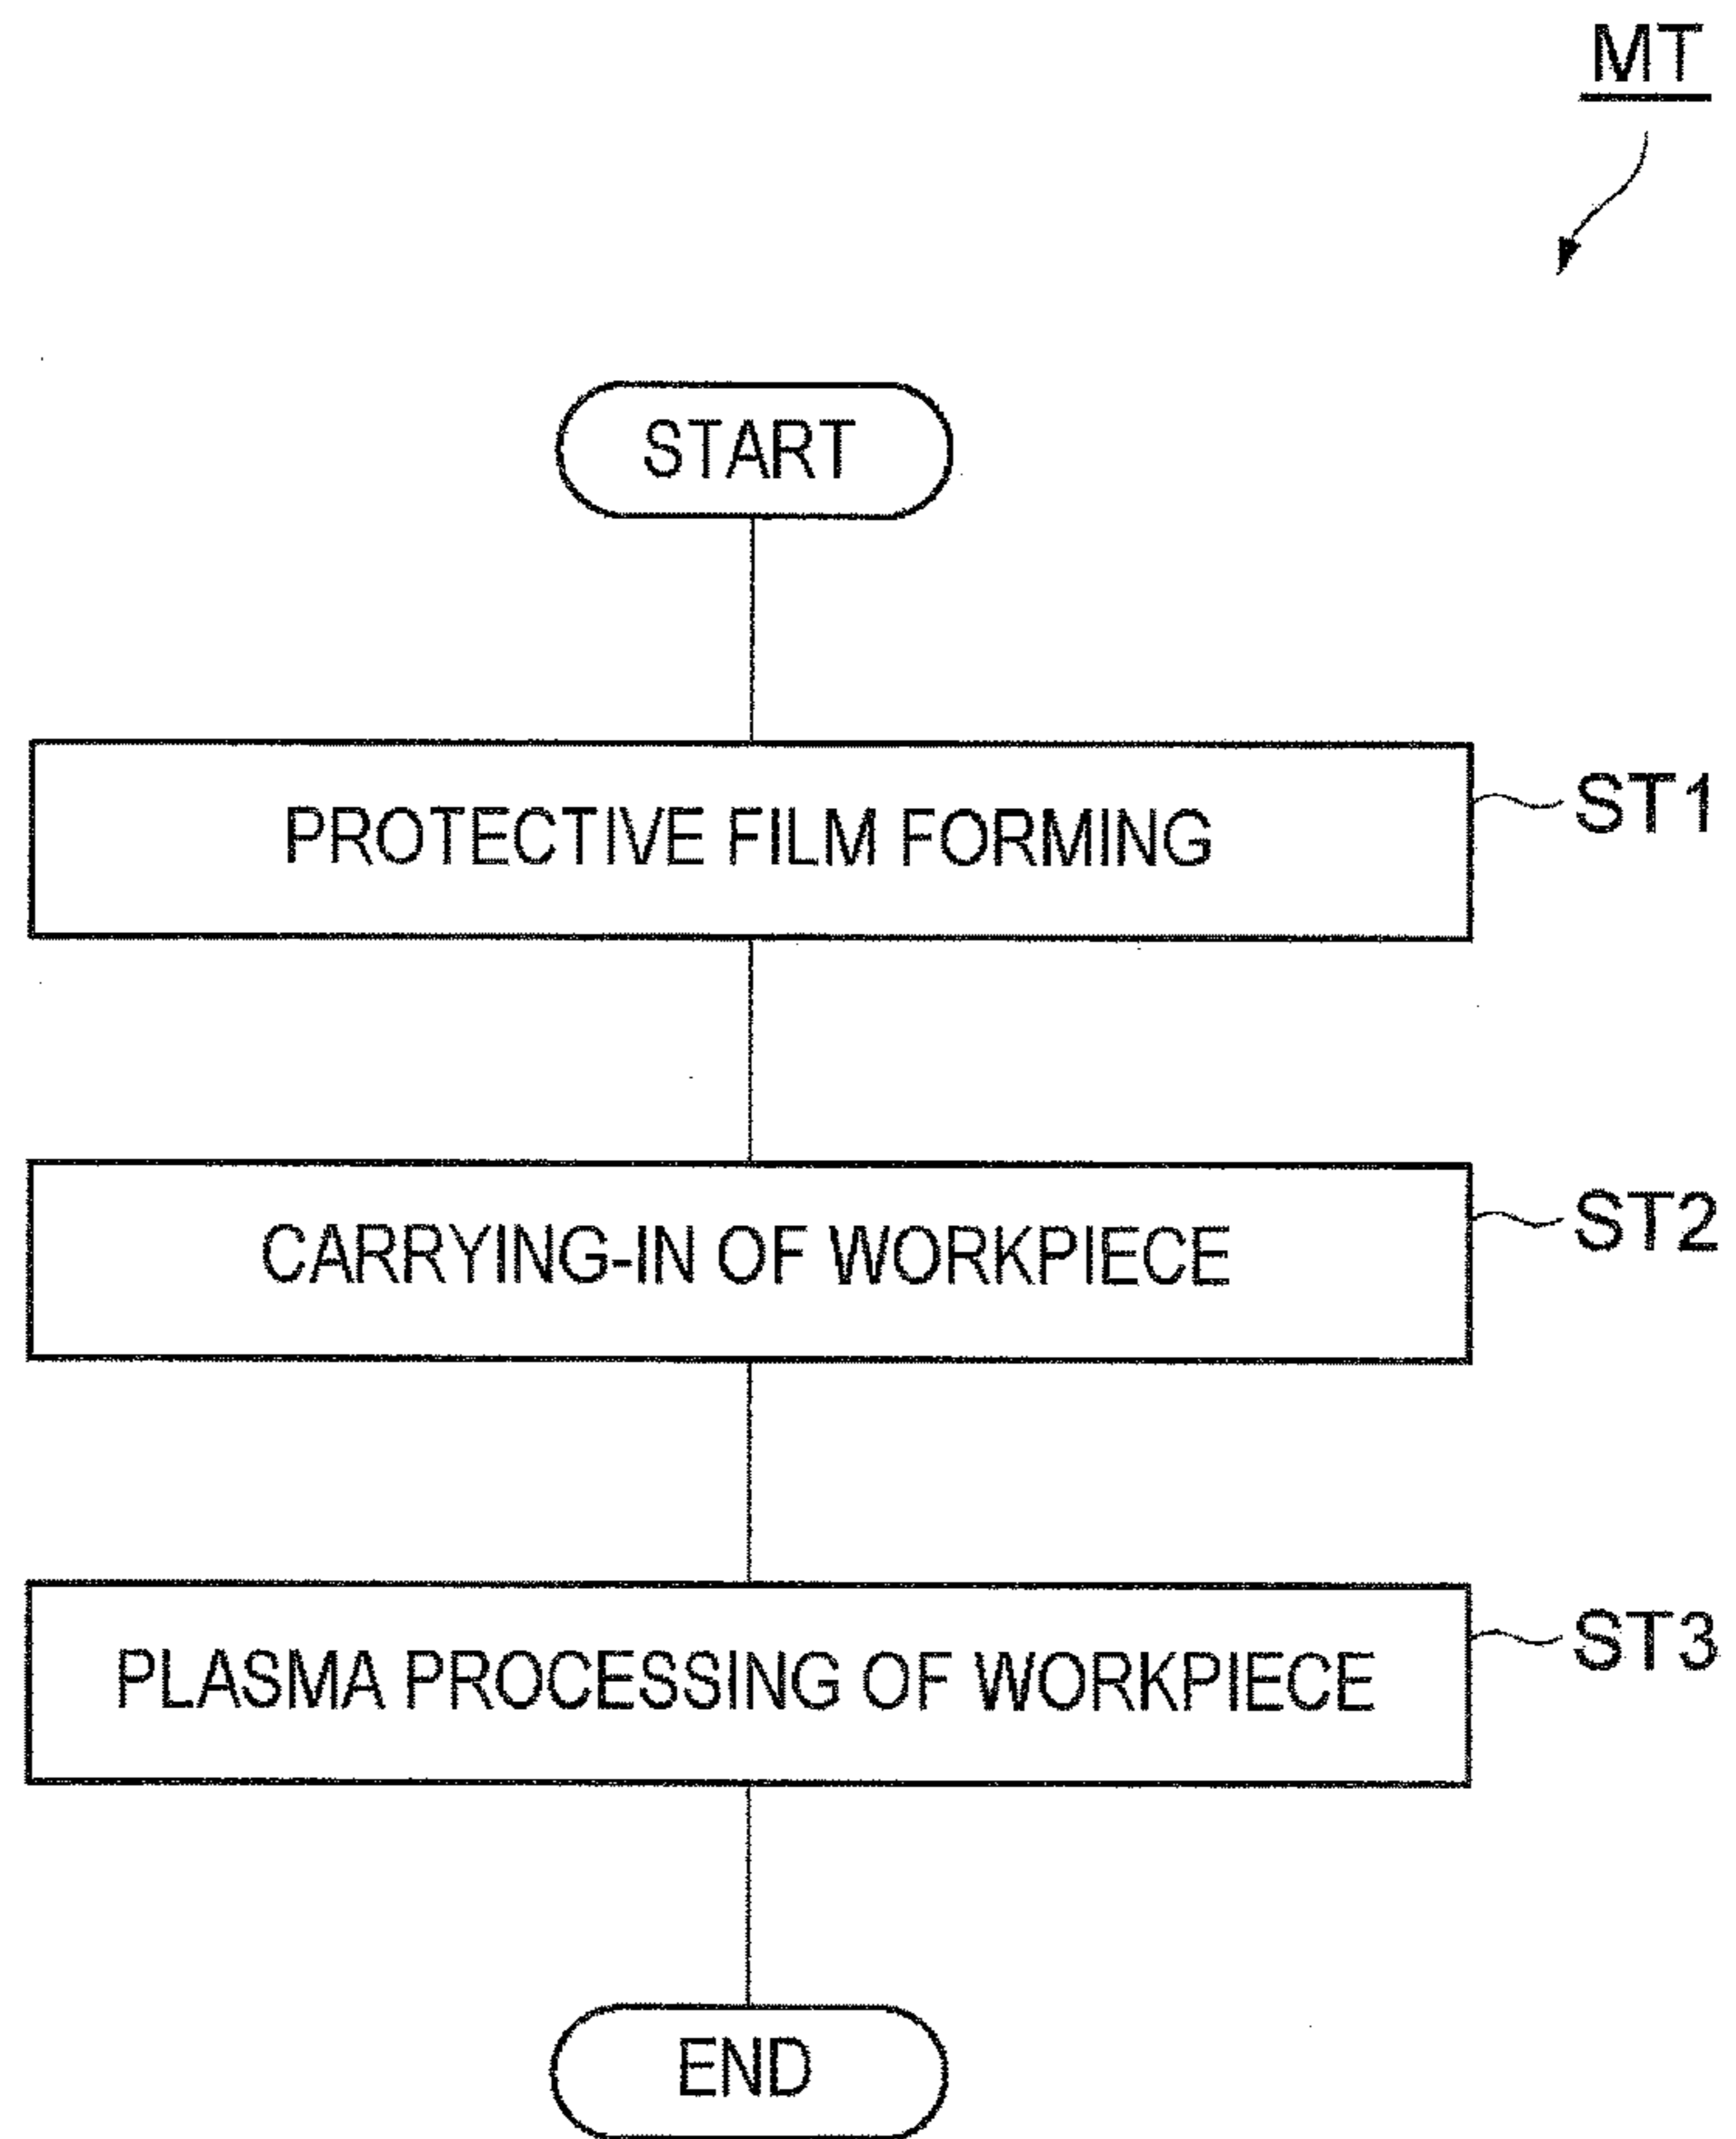 MT
START
PROTECTIVE FILM FORMING
ST1
CARRYING-IN OF WORKPIECE
ST2
PLASMA PROCESSING OF WORKPIECE
ST3
END